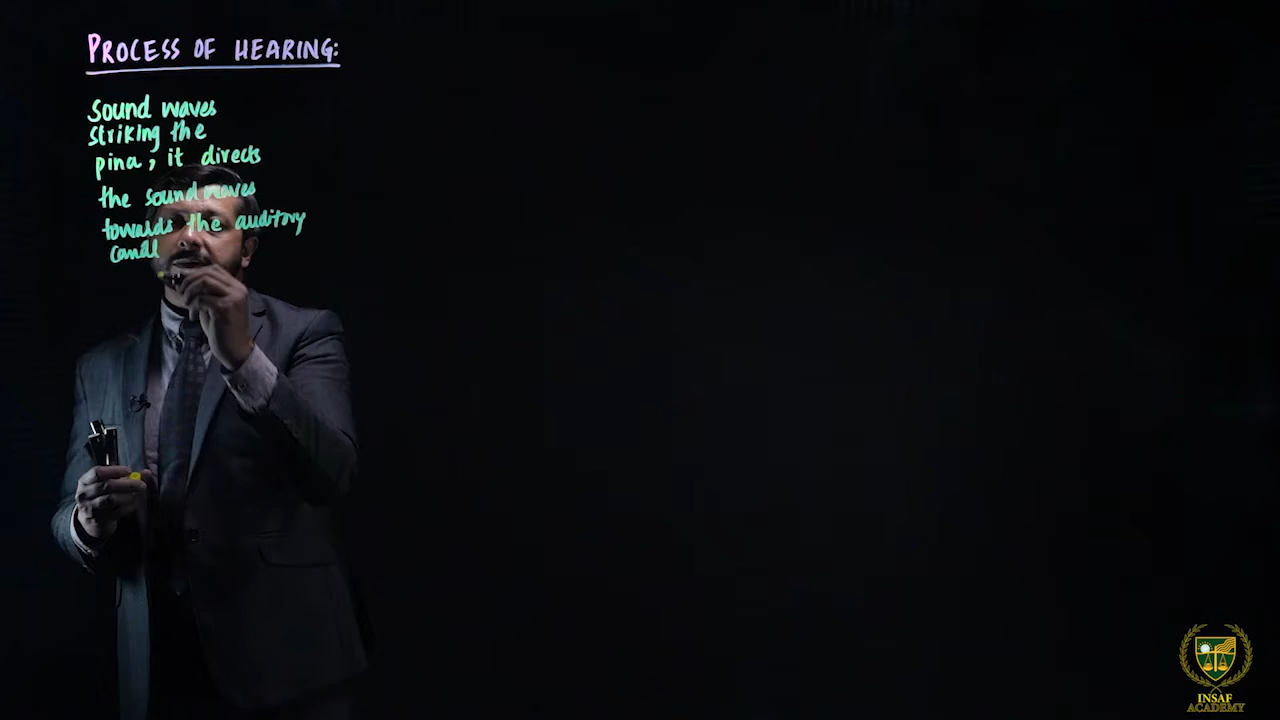 PROCESS OF HEARING:
Sound waves
striking the
pina, it directs
the sound waves
towards the auditory
canal
INSAF
ACADEMY